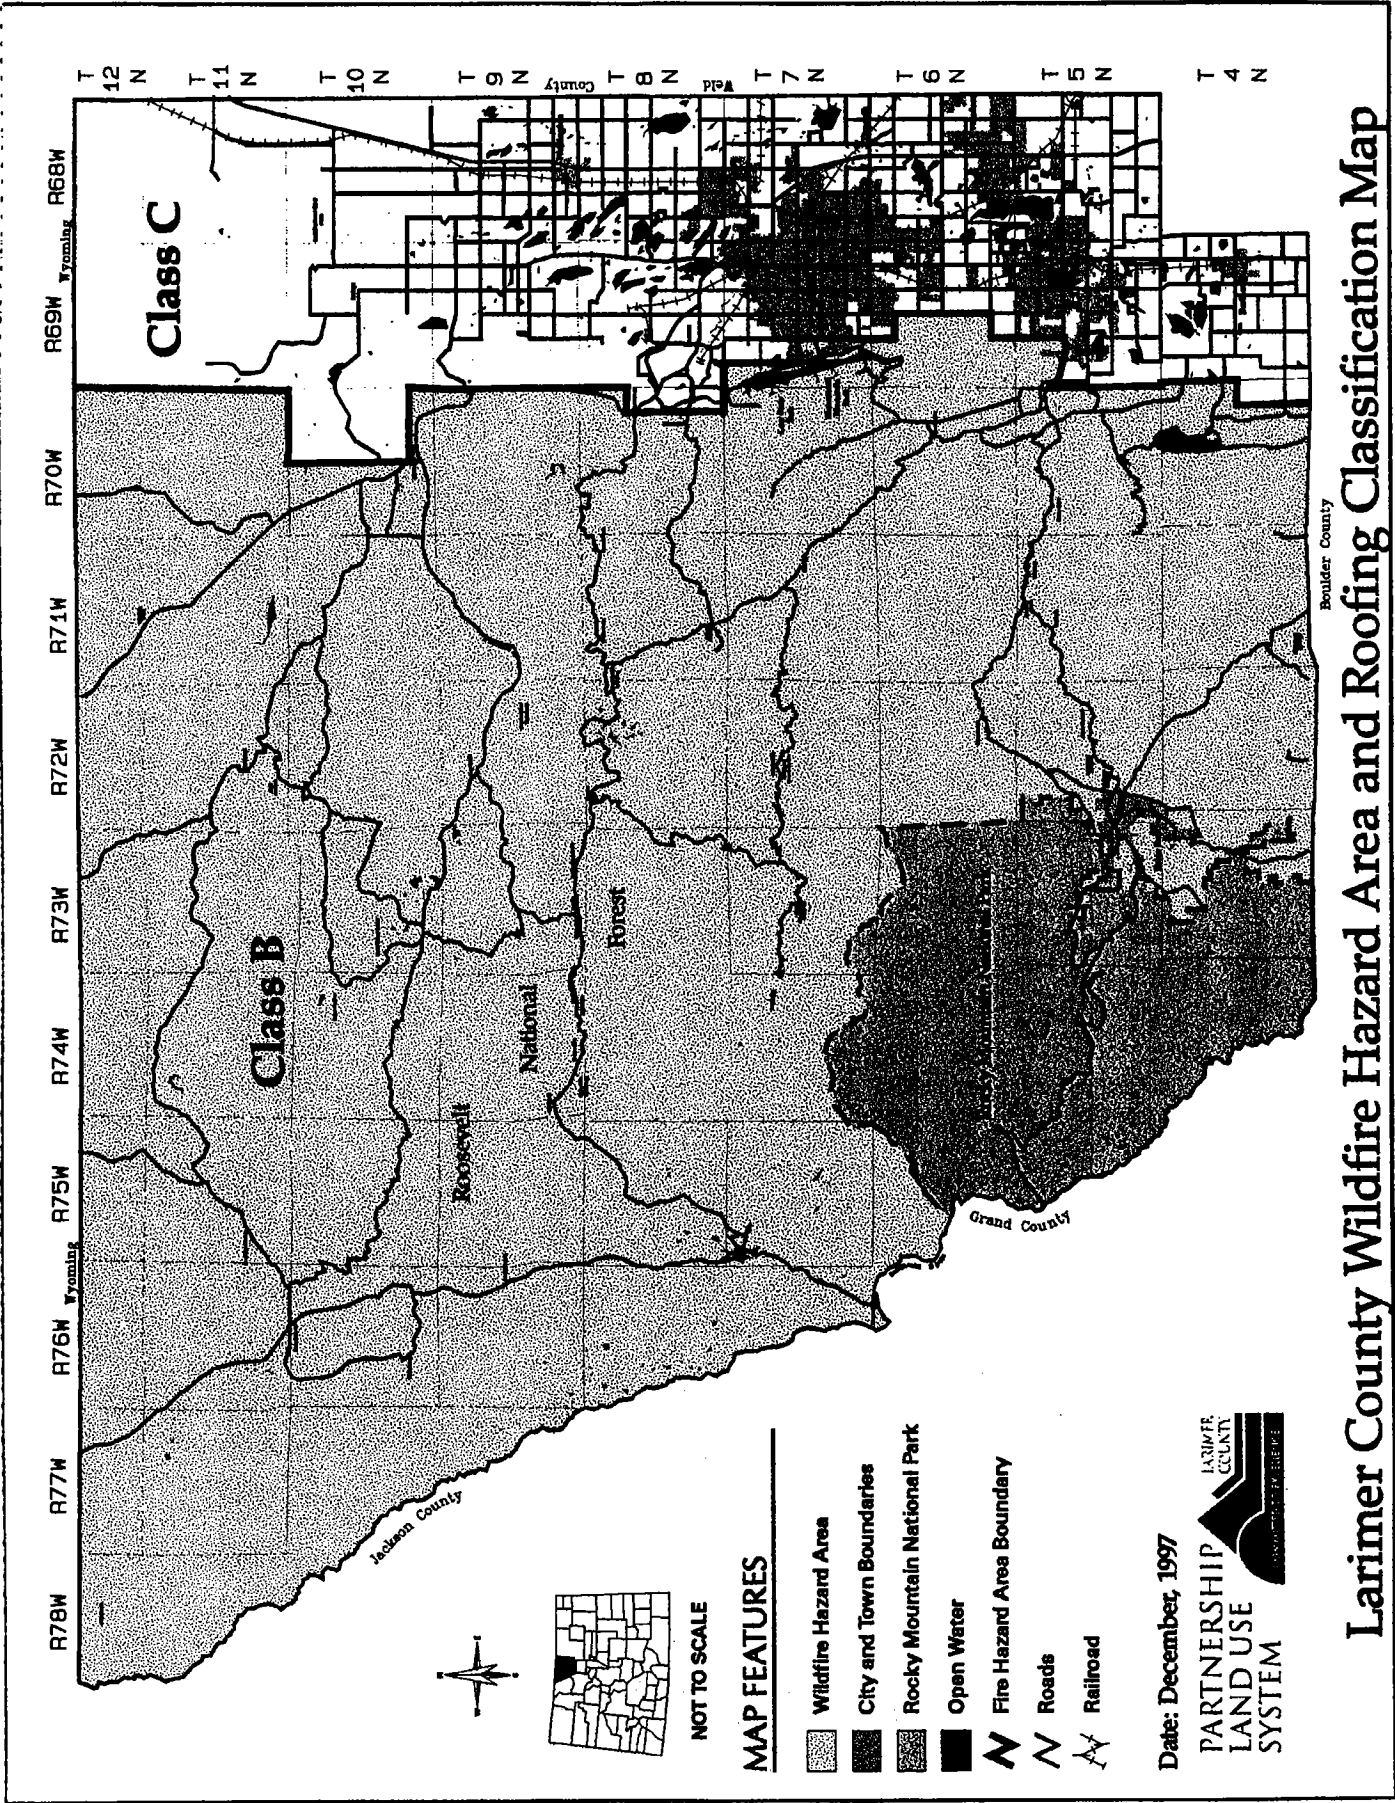 Wyoming
Wyoming
R78W
R77W
R76W
R75W
R74W
R73W
R72W
R71W
R70W
R69W
R68W
T
12
N
T
11
N
T
10
N
T
9
N
T
8
N
T
7
N
T
6
N
T
5
N
T
4
N
Weld
County
Class C
Class B
Roosevelt
National
Forest
Jackson County
Grand County
Boulder County
NOT TO SCALE
MAP FEATURES
Wildfire Hazard Area
City and Town Boundaries
Rocky Mountain National Park
Open Water
Fire Hazard Area Boundary
Roads
Railroad
Date: December, 1997
PARTNERSHIP
LAND USE
SYSTEM
LARIMER
COUNTY
Larimer County Wildfire Hazard Area and Roofing Classification Map